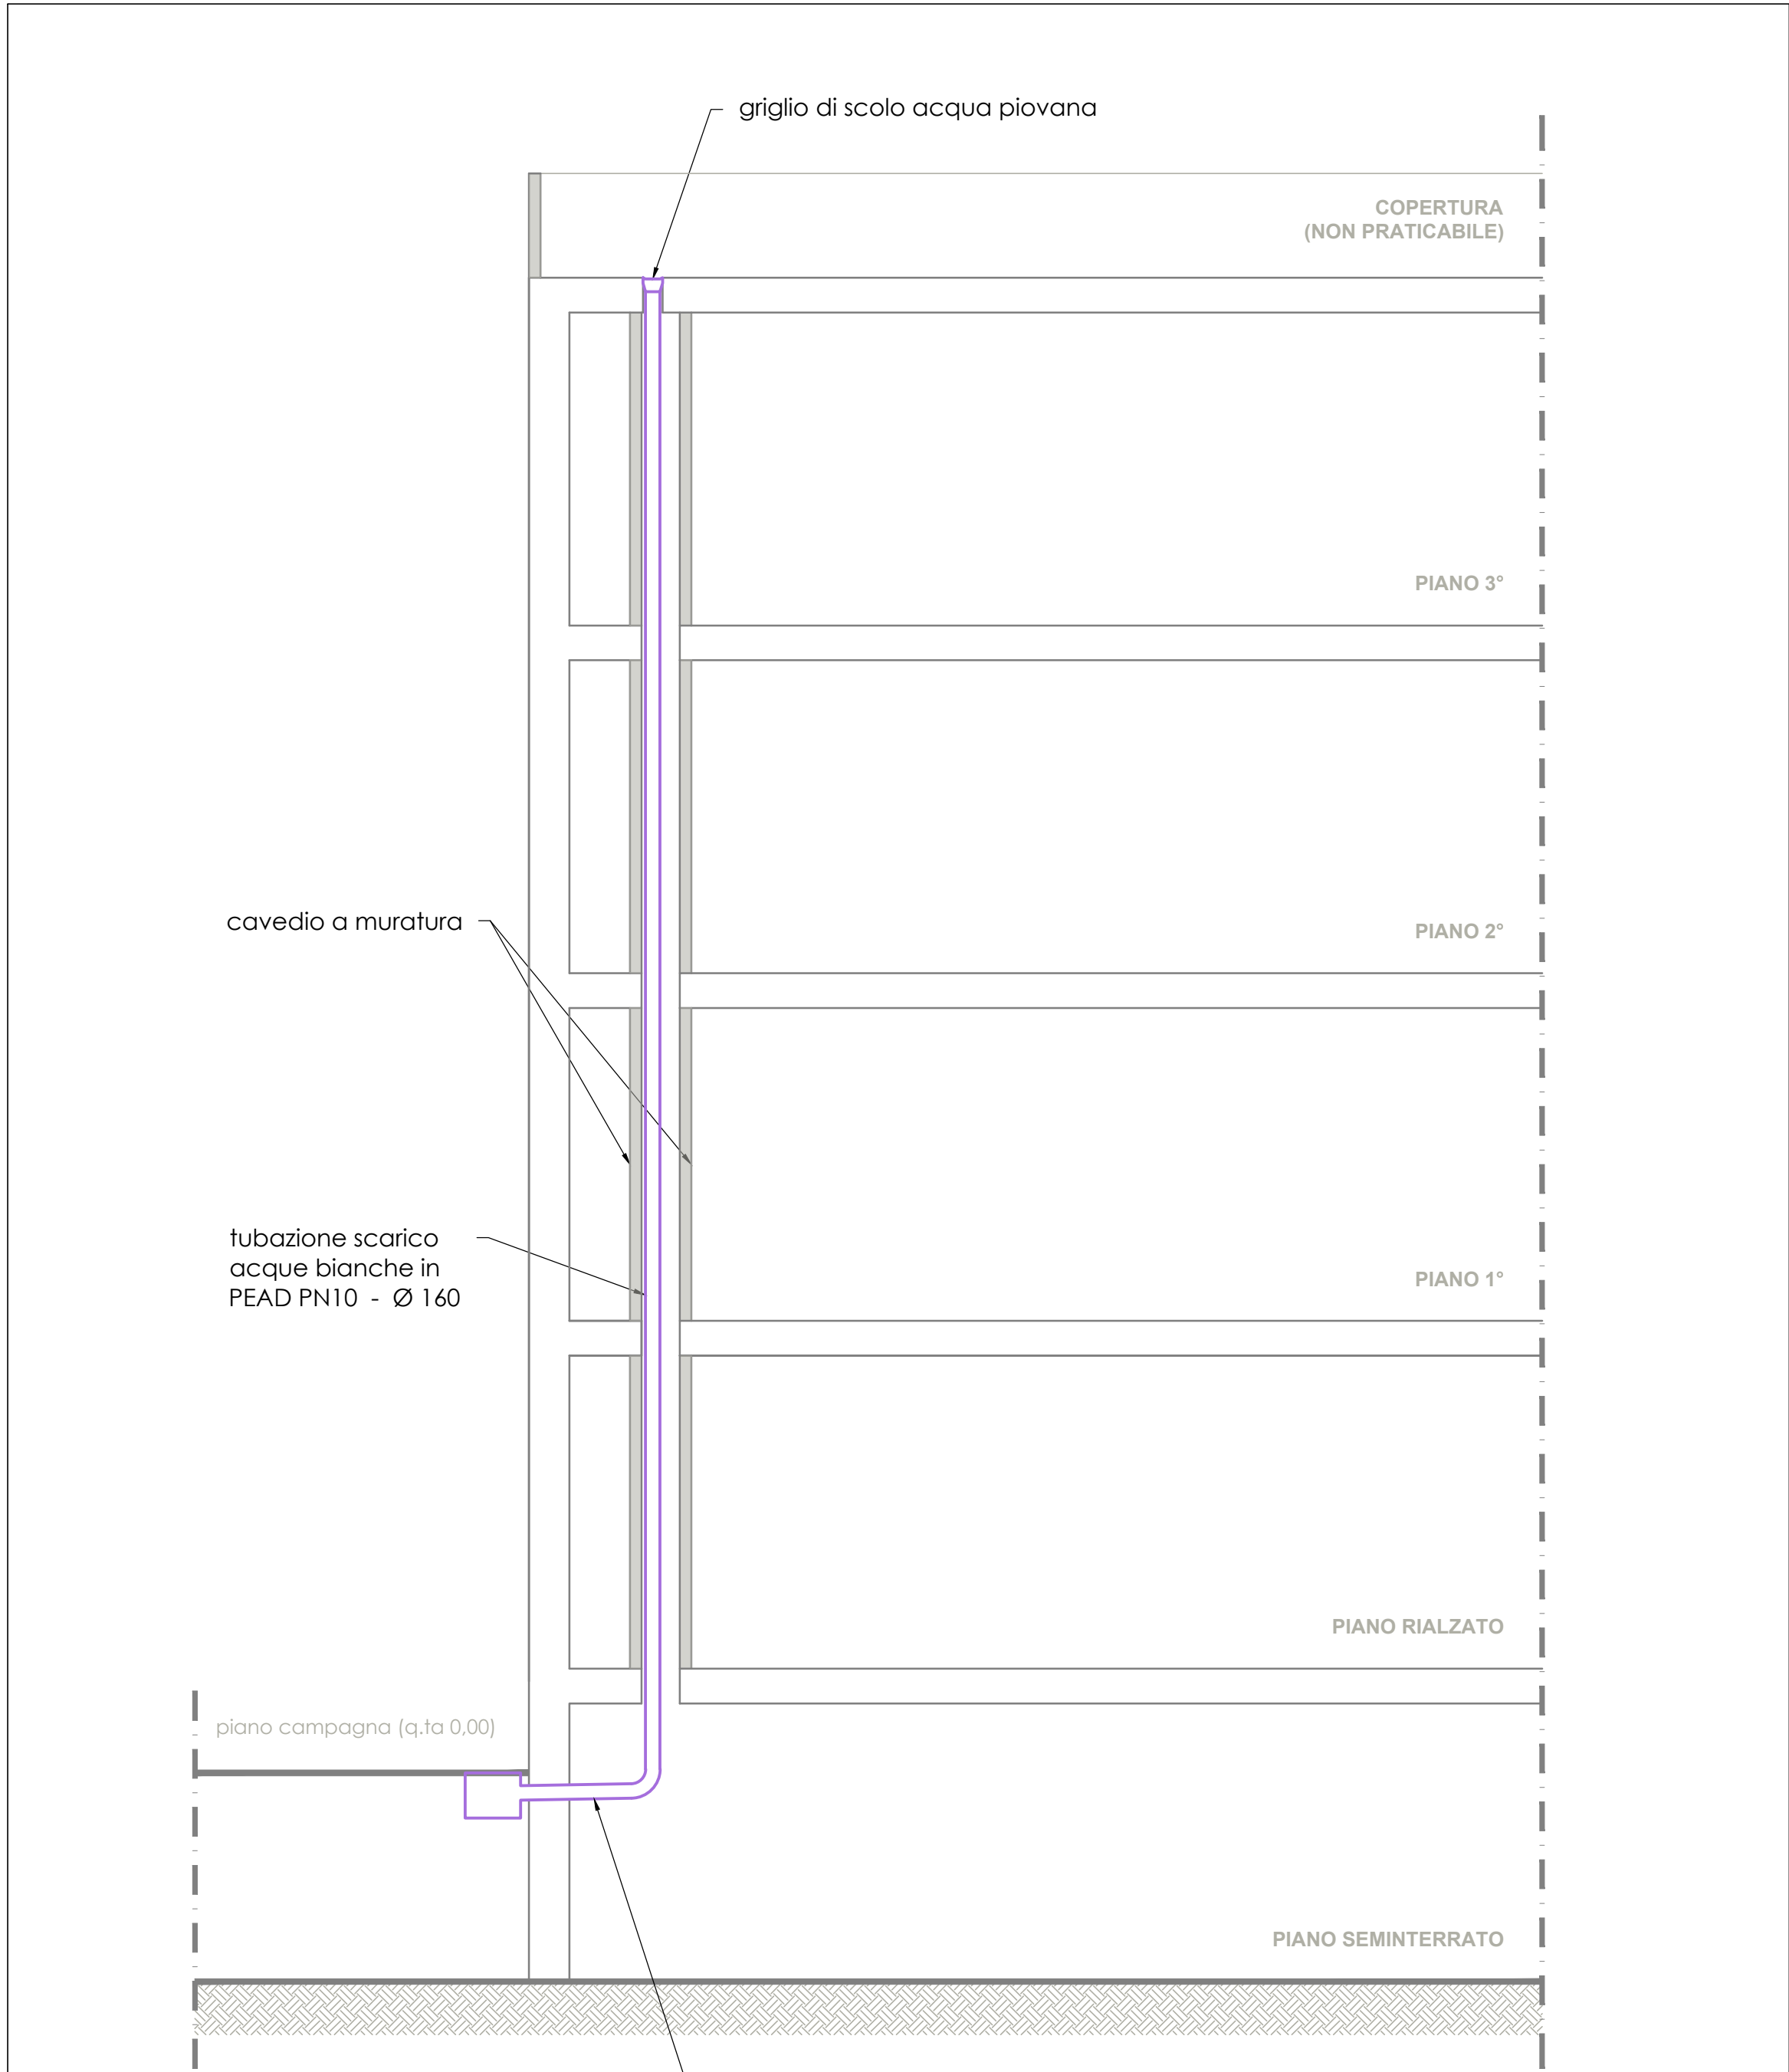 griglio di scolo acqua piovana
COPERTURA
(NON PRATICABILE)
PIANO 3°
cavedio a muratura
PIANO 2°
tubazione scarico
acque bianche in
PEAD PN10 - Ø 160
PIANO 1°
PIANO RIALZATO
piano campagna (q.ta 0,00)
PIANO SEMINTERRATO